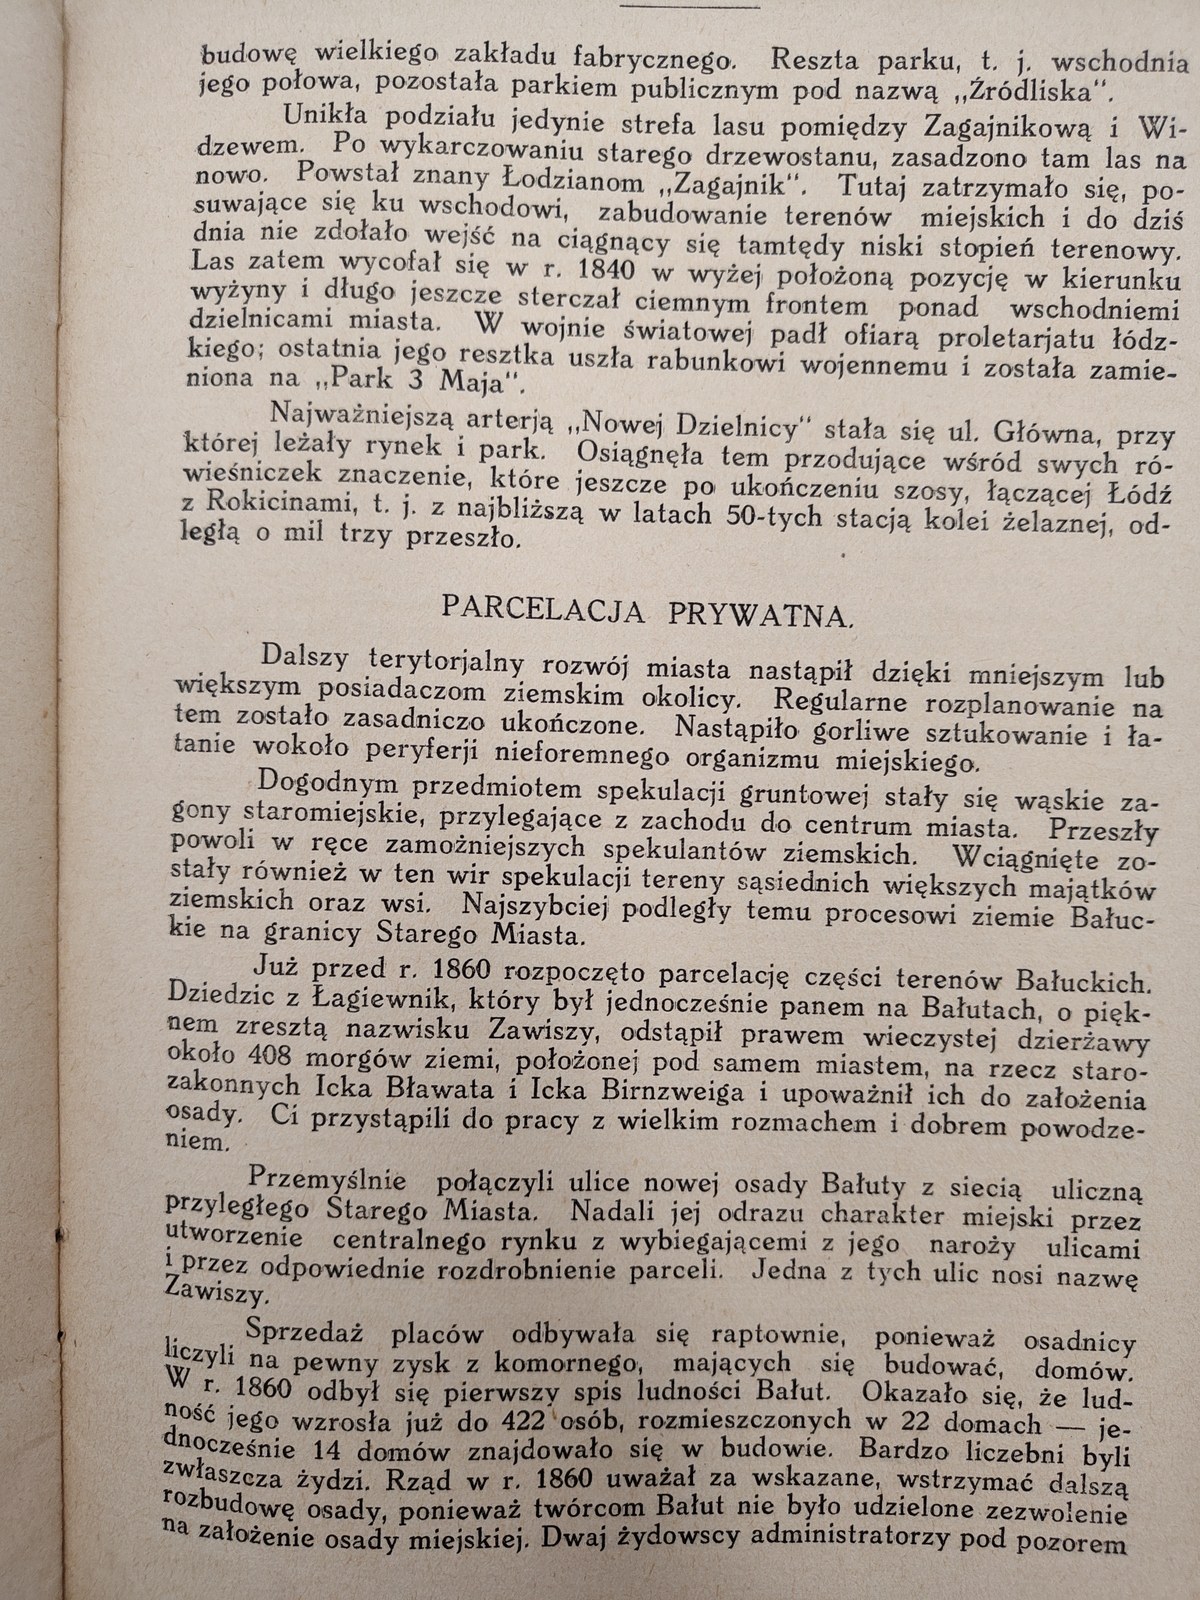 budowę wielkiego zakładu fabrycznego. Reszta parku, t. j. wschodnia
jego połowa, pozostała parkiem publicznym pod nazwą „Źródliska“.
Unikła podziału jedynie strefa lasu pomiędzy Zagajnikową i Wi-
dzewem. Po wykarczowaniu starego drzewostanu, zasadzono tam las na
nowo. Powstał znany Łodzianom „Zagajnik“. Tutaj zatrzymało się, po-
suwające się ku wschodowi, zabudowanie terenów miejskich i do dziś
dnia nie zdołało wejść na ciągnący się tamtędy niski stopień terenowy.
Las zatem wycofał się w r. 1840 w wyżej położoną pozycję w kierunku
wyżyny i długo jeszcze sterczał ciemnym frontem ponad wschodniemi
dzielnicami miasta. W wojnie światowej padł ofiarą proletarjatu łódz-
kiego; ostatnia jego resztka uszła rabunkowi wojennemu i została zamie-
niona na „Park 3 Maja“.
Najważniejszą arterją „Nowej Dzielnicy“ stała się ul. Główna, przy
której leżały rynek i park. Osiągnęła tem przodujące wśród swych ró-
wieśniczek znaczenie, które jeszcze po ukończeniu szosy, łączącej Łódź
z Rokicinami, t. j. z najbliższą w latach 50-tych stacją kolei żelaznej, od-
ległą o mil trzy przeszło.
PARCELACJA PRYWATNA.
Dalszy terytorjalny rozwój miasta nastąpił dzięki mniejszym lub
większym posiadaczom ziemskim okolicy. Regularne rozplanowanie na
tem zostało zasadniczo ukończone. Nastąpiło gorliwe sztukowanie i ła-
tanie wokoło peryferji nieforemnego organizmu miejskiego.
Dogodnym przedmiotem spekulacji gruntowej stały się wąskie za-
gony staromiejskie, przylegające z zachodu do centrum miasta. Przeszły
powoli w ręce zamożniejszych spekulantów ziemskich. Wciągnięte zo-
stały również w ten wir spekulacji tereny sąsiednich większych majątków
ziemskich oraz wsi. Najszybciej podległy temu procesowi ziemie Bałuc-
kie na granicy Starego Miasta.
Już przed r. 1860 rozpoczęto parcelację części terenów Bałuckich.
Dziedzic z Łagiewnik, który był jednocześnie panem na Bałutach, o pięk-
nem zresztą nazwisku Zawiszy, odstąpił prawem wieczystej dzierżawy
około 408 morgów ziemi, położonej pod samem miastem, na rzecz staro-
zakonnych Icka Bławata i Icka Birnzweiga i upoważnił ich do założenia
osady. Ci przystąpili do pracy z wielkim rozmachem i dobrem powodze-
niem.
Przemyślnie połączyli ulice nowej osady Bałuty z siecią uliczną
przyległego Starego Miasta. Nadali jej odrazu charakter miejski przez
utworzenie centralnego rynku z wybiegającemi z jego naroży ulicami
i przez odpowiednie rozdrobnienie parceli. Jedna z tych ulic nosi nazwę
Zawiszy.
Sprzedaż placów odbywała się raptownie, ponieważ osadnicy
liczyli na pewny zysk z komornego, mających się budować, domów.
W r. 1860 odbył się pierwszy spis ludności Bałut. Okazało się, że lud-
ność jego wzrosła już do 422 osób, rozmieszczonych w 22 domach — je-
dnocześnie 14 domów znajdowało się w budowie. Bardzo liczebni byli
zwłaszcza żydzi. Rząd w r. 1860 uważał za wskazane, wstrzymać dalszą
rozbudowę osady, ponieważ twórcom Bałut nie było udzielone zezwolenie
na założenie osady miejskiej. Dwaj żydowscy administratorzy pod pozorem